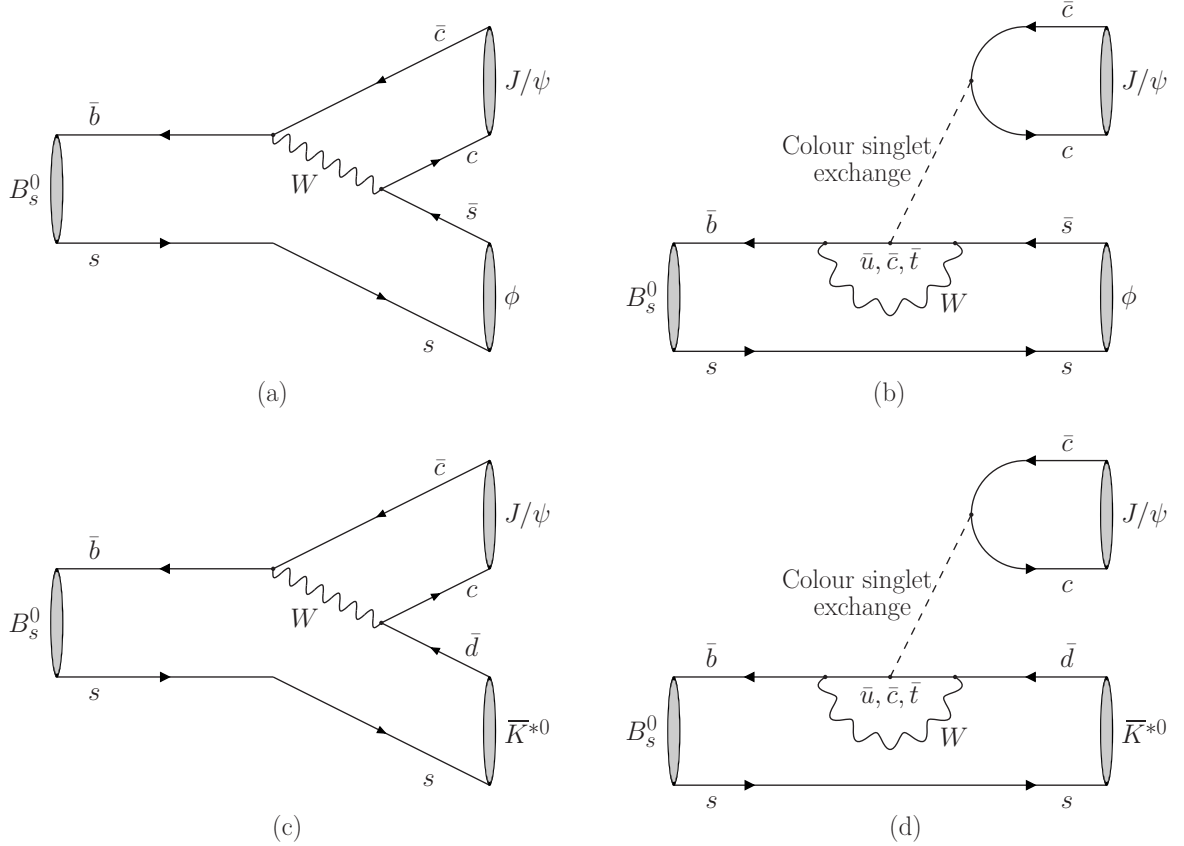 c̄
J/ψ
b̄
c
W
B_s^0
s̄
s
φ
s
(a)
c̄
J/ψ
c
Colour singlet
exchange
b̄
s̄
ū, c̄, t̄
B_s^0
W
φ
s
s
(b)
c̄
J/ψ
b̄
c
W
B_s^0
d̄
s
K̄*0
s
(c)
c̄
J/ψ
c
Colour singlet
exchange
b̄
d̄
ū, c̄, t̄
B_s^0
W
K̄*0
s
s
(d)